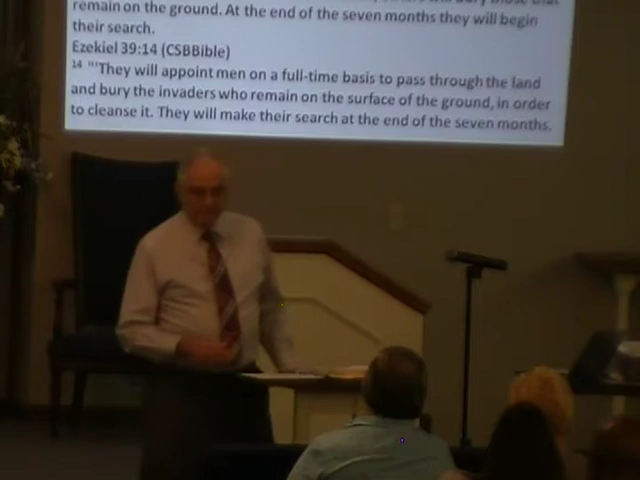 remain on the ground. At the end of the seven months they will begin
their search.
Ezekiel 39:14 (CSBBible)
14 "'They will appoint men on a full-time basis to pass through the land
and bury the invaders who remain on the surface of the ground, in order
to cleanse it. They will make their search at the end of the seven months.